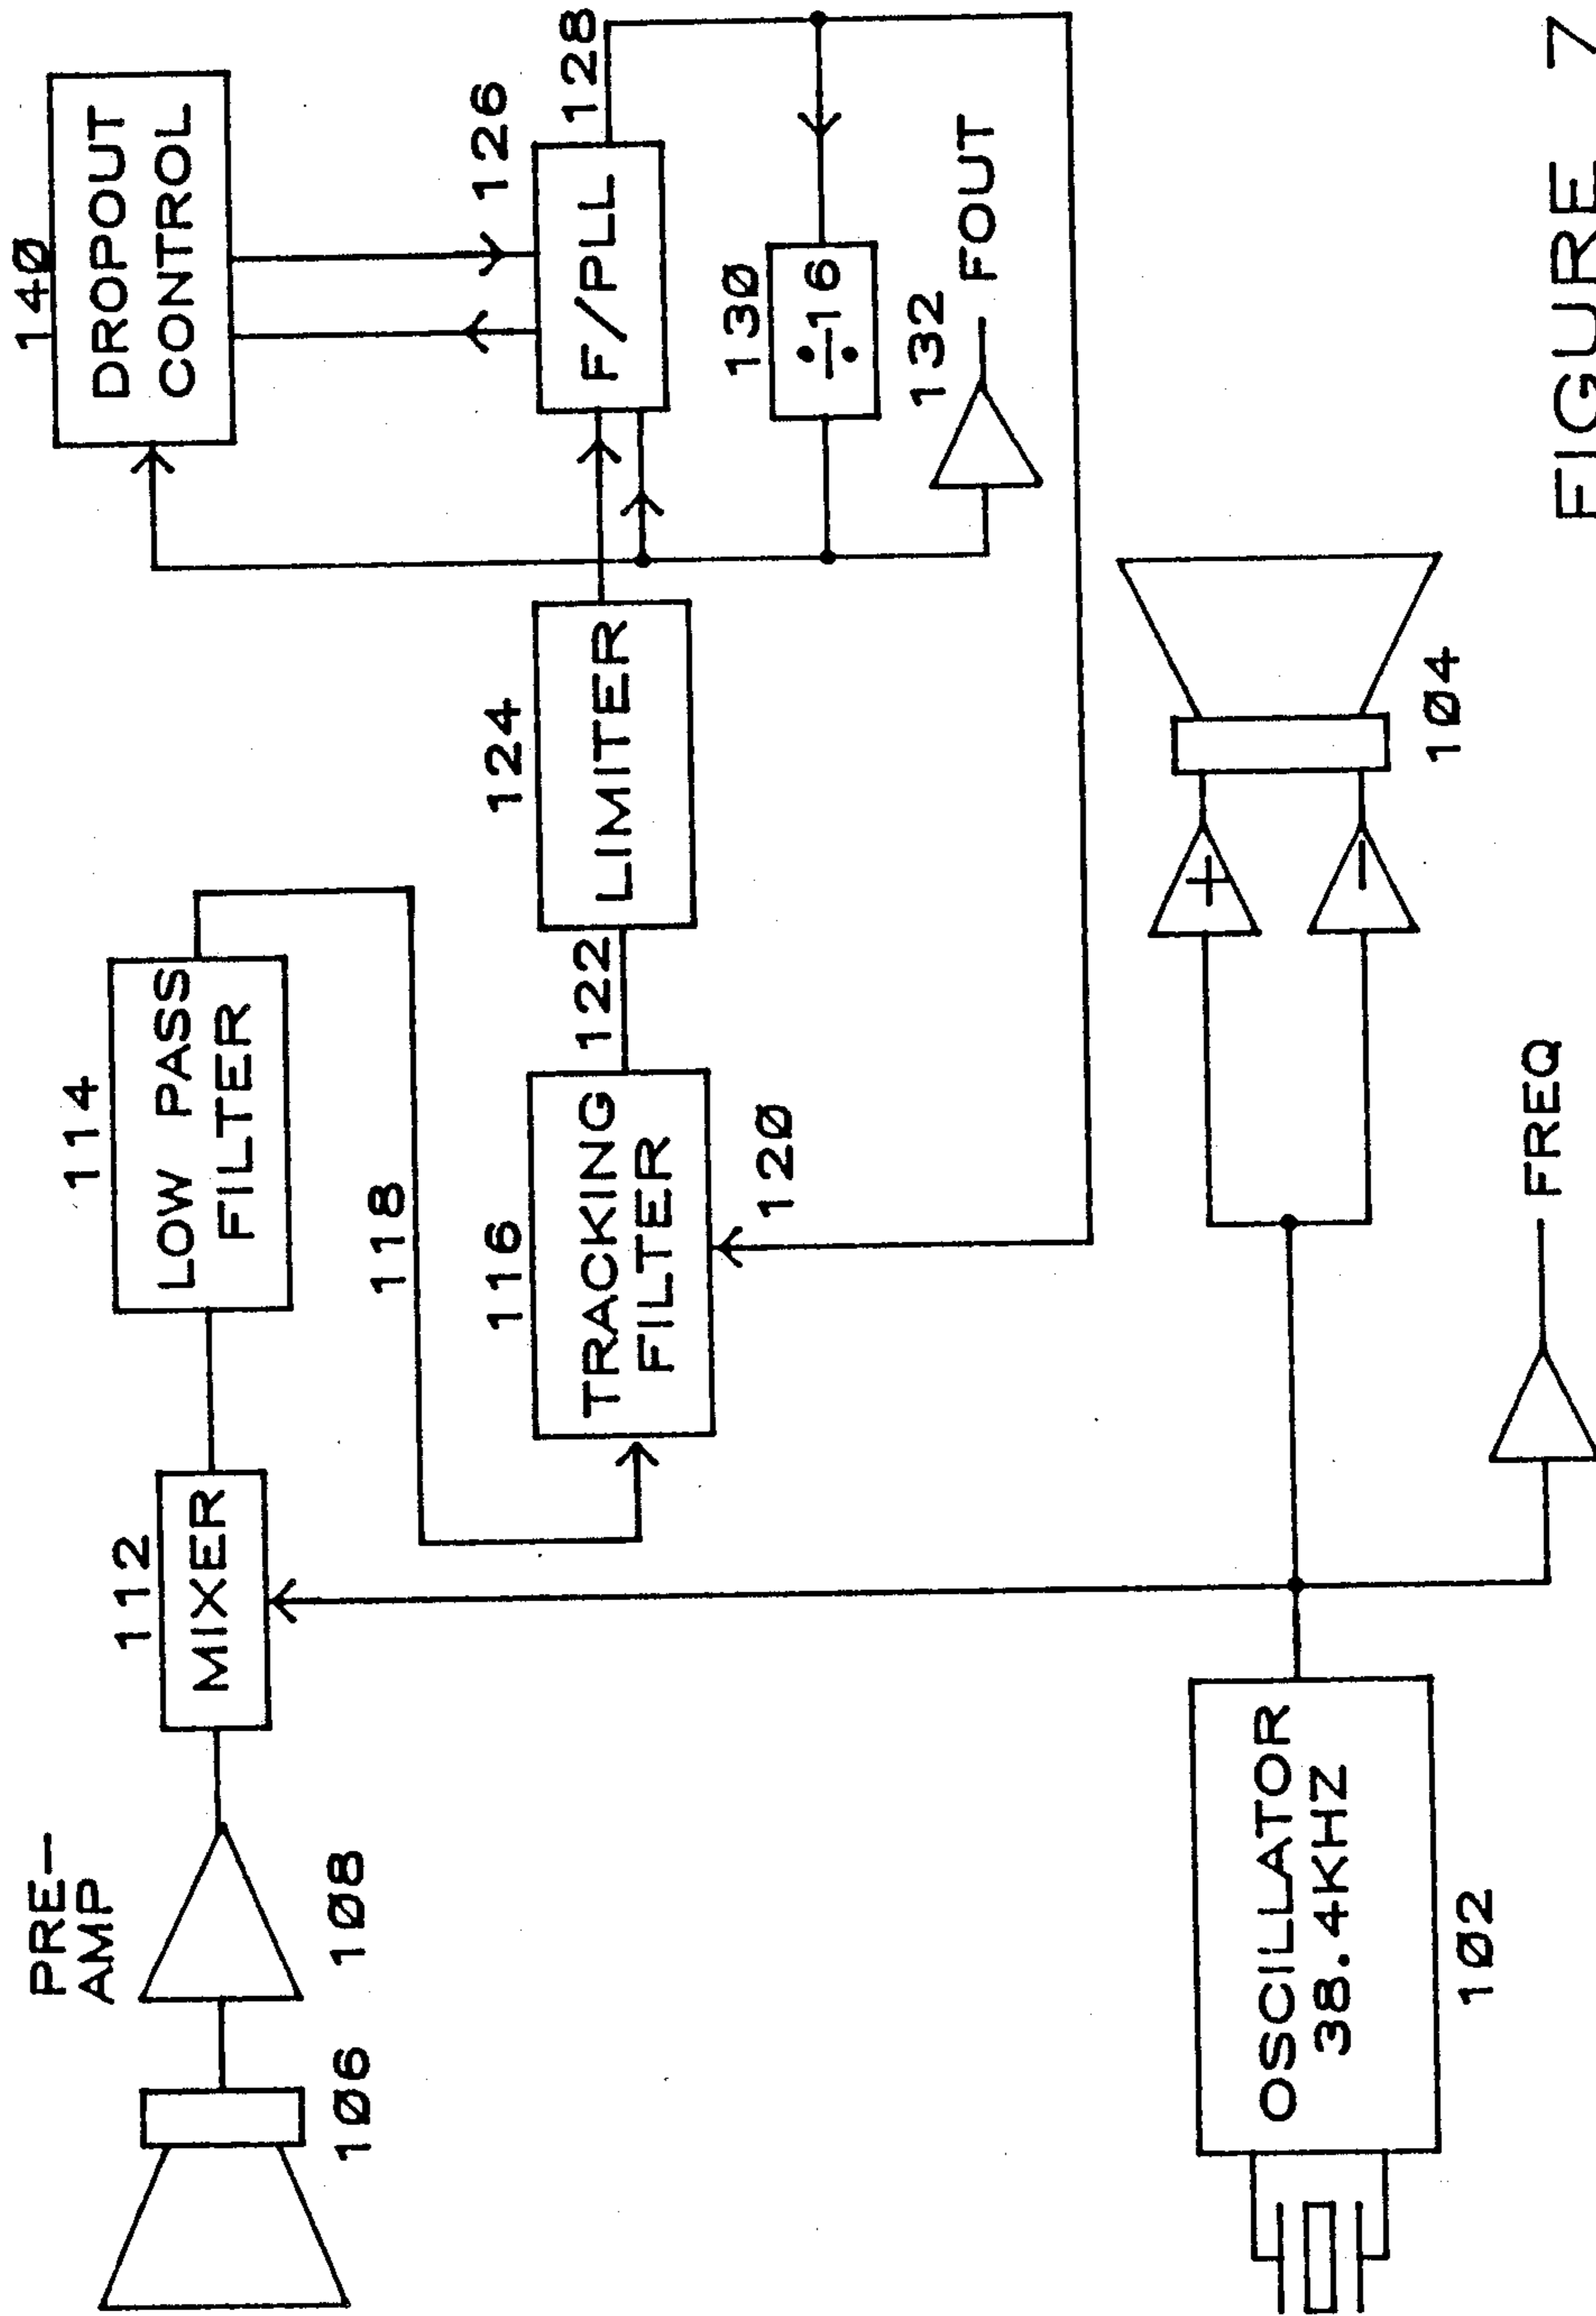 PRE-
AMP
106
108
112
MIXER
114
LOW PASS
FILTER
118
116
TRACKING
FILTER
120
122
124
LIMITER
140
DROPOUT
CONTROL
126
F/PLL
128
130
÷16
132
FOUT
OSCILLATOR
38.4KHZ
102
104
FREQ
FIGURE 7